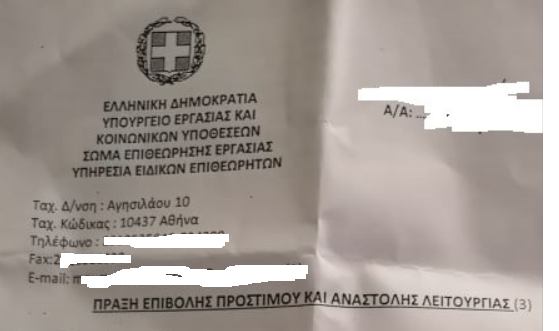 ΕΛΛΗΝΙΚΗ ΔΗΜΟΚΡΑΤΙΑ
ΥΠΟΥΡΓΕΙΟ ΕΡΓΑΣΙΑΣ ΚΑΙ
ΚΟΙΝΩΝΙΚΩΝ ΥΠΟΘΕΣΕΩΝ
ΣΩΜΑ ΕΠΙΘΕΩΡΗΣΗΣ ΕΡΓΑΣΙΑΣ
ΥΠΗΡΕΣΙΑ ΕΙΔΙΚΩΝ ΕΠΙΘΕΩΡΗΤΩΝ
Α/Α: ...
Ταχ. Δ/νση : Αγησιλάου 10
Ταχ. Κώδικας : 10437 Αθήνα
Τηλέφωνο :
Fax:
E-mail:
ΠΡΑΞΗ ΕΠΙΒΟΛΗΣ ΠΡΟΣΤΙΜΟΥ ΚΑΙ ΑΝΑΣΤΟΛΗΣ ΛΕΙΤΟΥΡΓΙΑΣ (3)